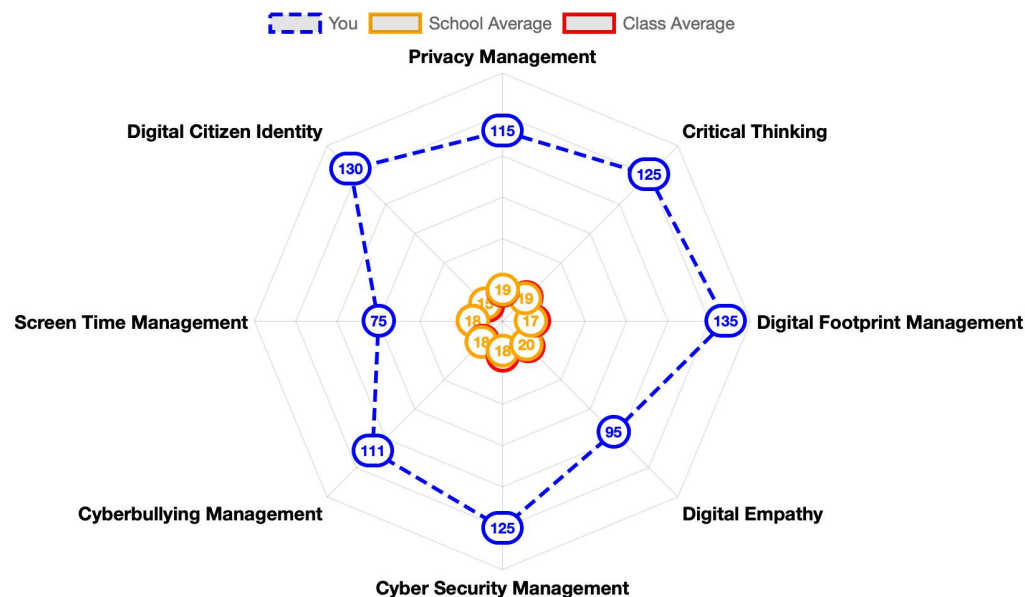 You School Average Class Average
Privacy Management
Digital Citizen Identity Critical Thinking
115
130 125
19
15 19
Screen Time Management 75 18 17 135 Digital Footprint Management
18 20
18
95
111
Cyberbullying Management Digital Empathy
125
Cyber Security Management